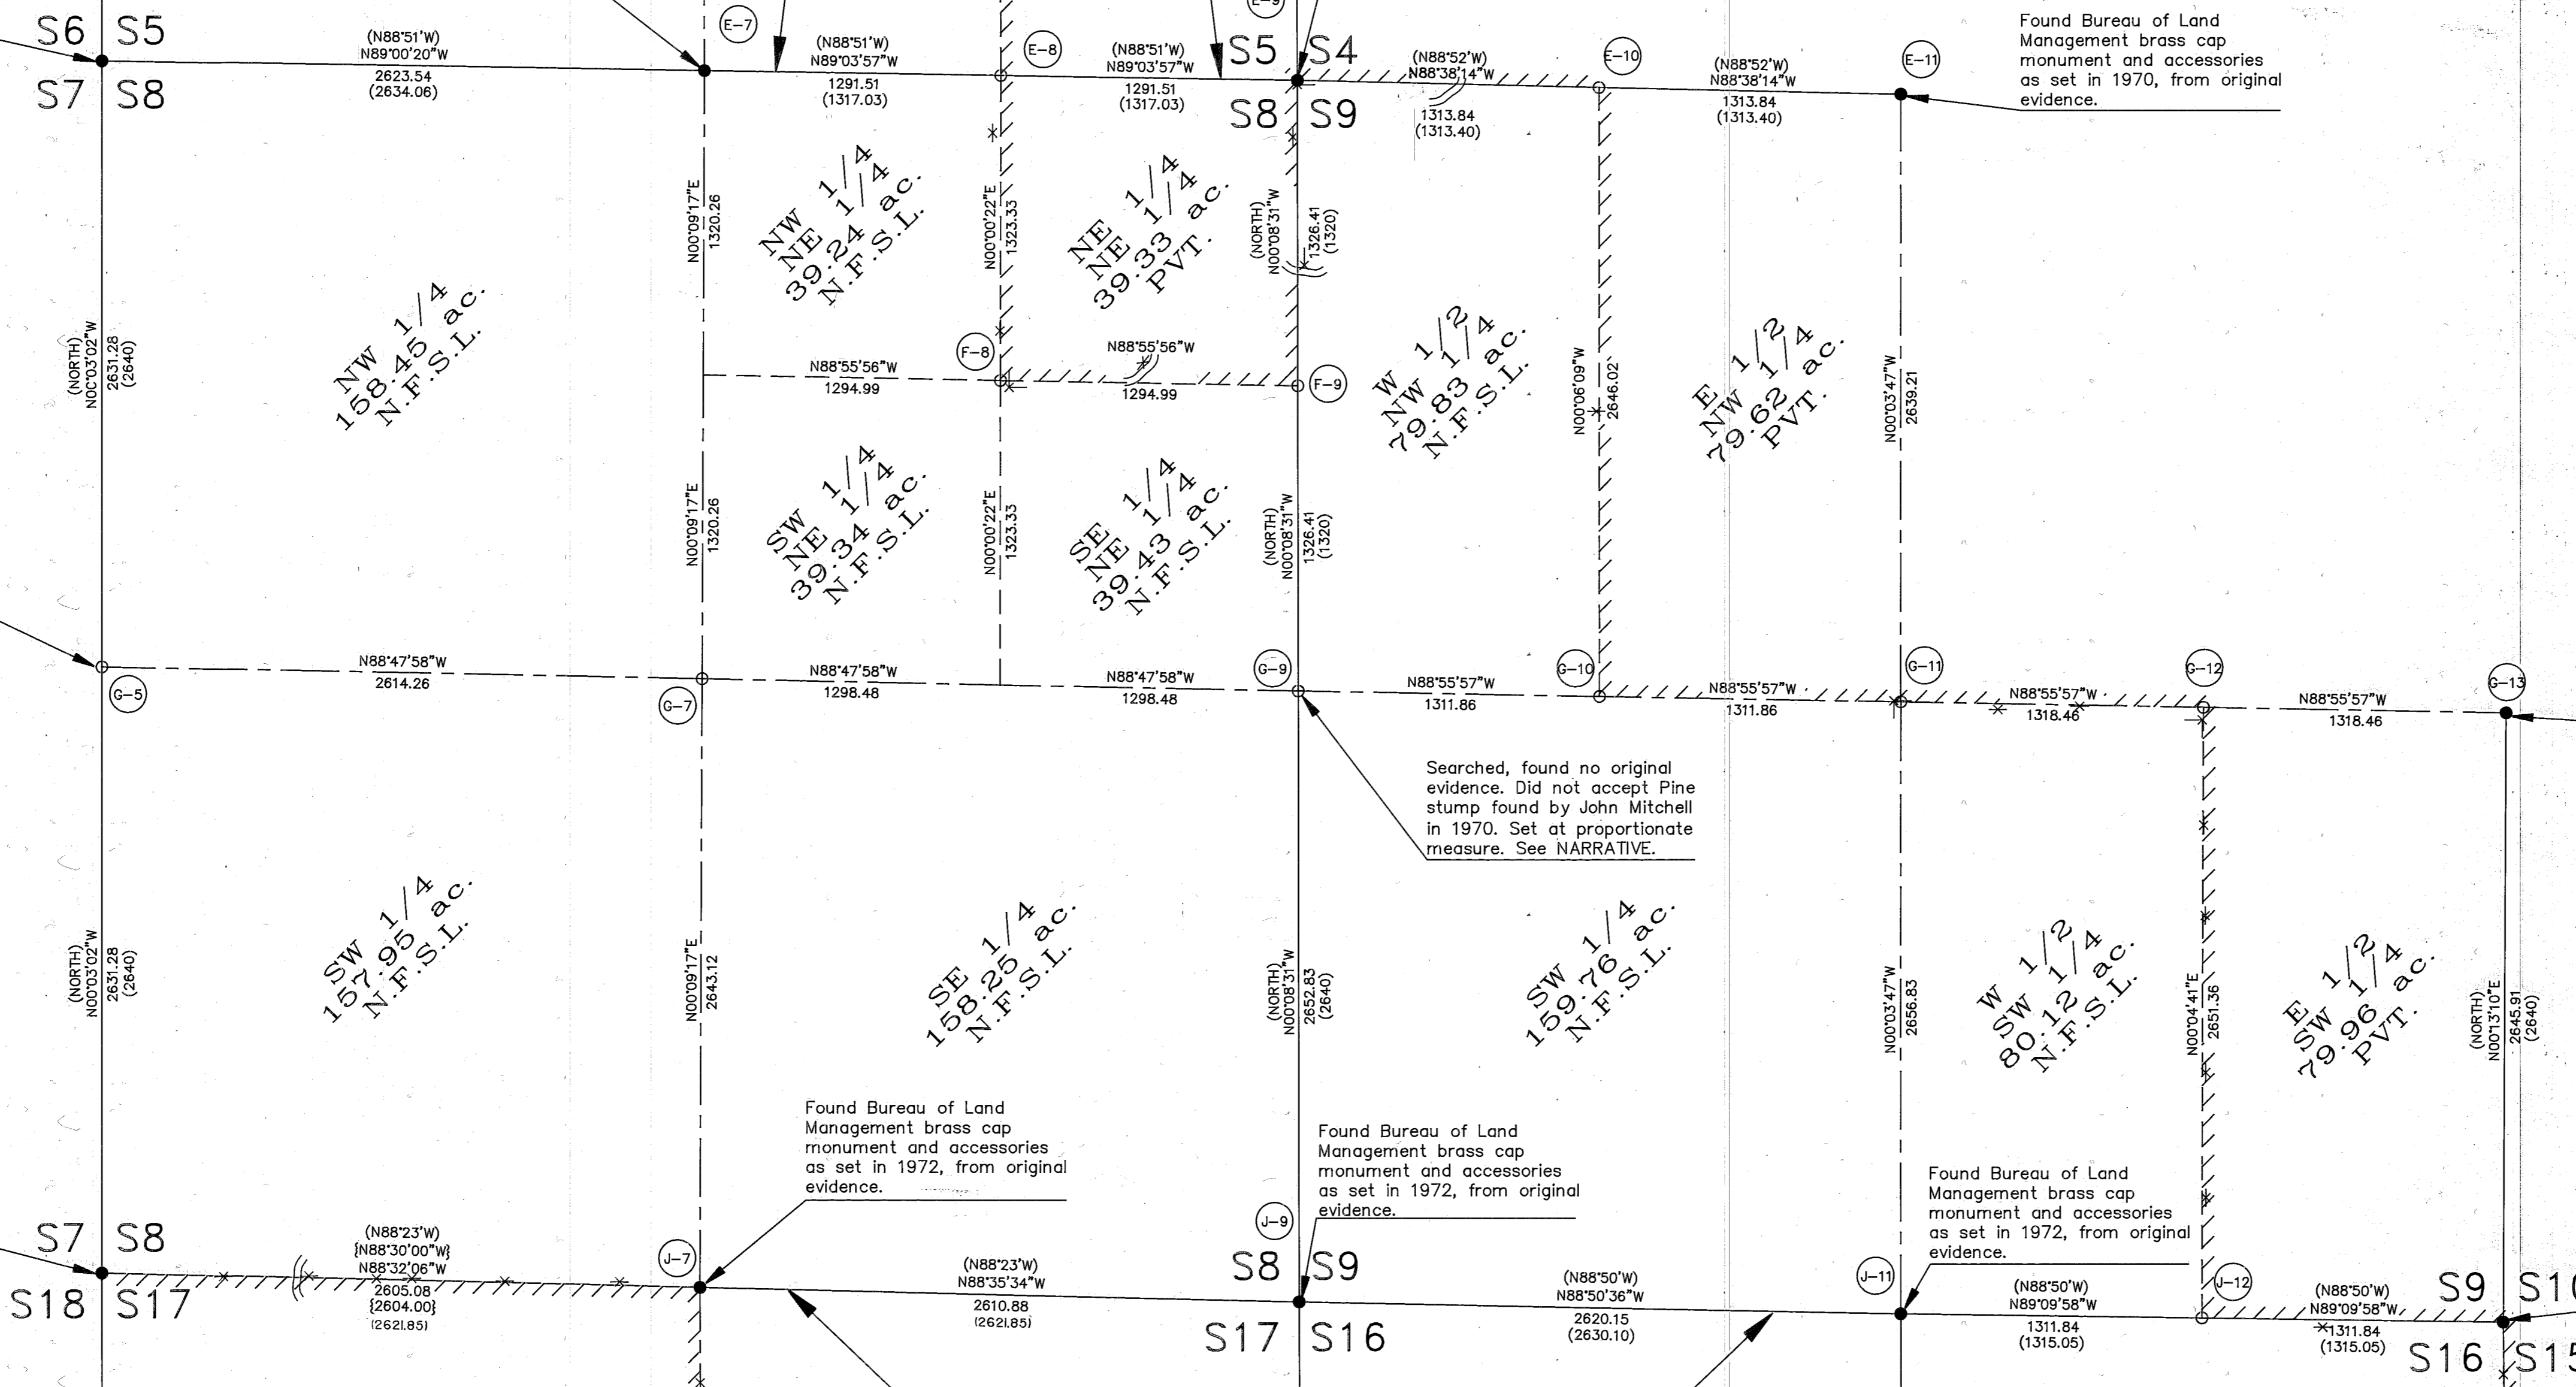 S6 S5
S7 S8
(N88°51'W)
N89°00'20"W
2623.54
(2634.06)
E-7
(N88°51'W)
N89°03'57"W
1291.51
(1317.03)
E-8
(N88°51'W)
N89°03'57"W
1291.51
(1317.03)
E-9
S5 S4
S8 S9
(N88°52'W)
N88°38'14"W
1313.84
(1313.40)
E-10
(N88°52'W)
N88°38'14"W
1313.84
(1313.40)
E-11
Found Bureau of Land
Management brass cap
monument and accessories
as set in 1970, from original
evidence.
(NORTH)
N0C°03'02"W
2631.28
(2640)
NW 1/4
158.45 ac.
N.F.S.L.
N00°09'17"E
1320.26
NW 1/4
NE 1/4
39.24 ac.
N.F.S.L.
N00°00'22"E
1323.33
NE 1/4
NE 1/4
39.33 ac.
PVT.
(NORTH)
N00°08'31"W
1326.41
(1320)
W 1/2
NW 1/4
79.83 ac.
N.F.S.L.
N00°06'09"W
2646.02'
E 1/2
NW 1/4
79.62 ac.
PVT.
N00°03'47"W
2639.21
F-8
N88°55'56"W
1294.99
N88°55'56"W
1294.99
F-9
N00°09'17"E
1320.26
SW 1/4
NE 1/4
39.34 ac.
N.F.S.L.
N00°00'22"E
1323.33
SE 1/4
NE 1/4
39.43 ac.
N.F.S.L.
(NORTH)
N00°08'31"W
1326.41
(1320)
G-5
N88°47'58"W
2614.26
G-7
N88°47'58"W
1298.48
N88°47'58"W
1298.48
G-9
N88°55'57"W
1311.86
G-10
N88°55'57"W
1311.86
G-11
N88°55'57"W
1318.46
G-12
N88°55'57"W
1318.46
G-13
Searched, found no original
evidence. Did not accept Pine
stump found by John Mitchell
in 1970. Set at proportionate
measure. See NARRATIVE.
(NORTH)
N00°03'02"W
2631.28
(2640)
SW 1/4
157.95 ac.
N.F.S.L.
N00°09'17"E
2643.12
SE 1/4
158.25 ac.
N.F.S.L.
(NORTH)
N00°08'31"W
2652.83
(2640)
SW 1/4
159.76 ac.
N.F.S.L.
N00°03'47"W
2656.83
W 1/2
SW 1/4
80.12 ac.
N.F.S.L.
N00°04'41"E
2651.36
E 1/2
SW 1/4
79.96 ac.
PVT.
(NORTH)
N00°13'10"E
2645.91
(2640)
Found Bureau of Land
Management brass cap
monument and accessories
as set in 1972, from original
evidence.
Found Bureau of Land
Management brass cap
monument and accessories
as set in 1972, from original
evidence.
Found Bureau of Land
Management brass cap
monument and accessories
as set in 1972, from original
evidence.
S7 S8
S18 S17
(N88°23'W)
{N88°30'00"W}
N88°32'06"W
2605.08
{2604.00}
(2621.85)
J-7
(N88°23'W)
N88°35'34"W
2610.88
(2621.85)
J-9
S8 S9
S17 S16
(N88°50'W)
N88°50'36"W
2620.15
(2630.10)
J-11
(N88°50'W)
N89°09'58"W
1311.84
(1315.05)
J-12
(N88°50'W)
N89°09'58"W
1311.84
(1315.05)
S9 S10
S16 S15